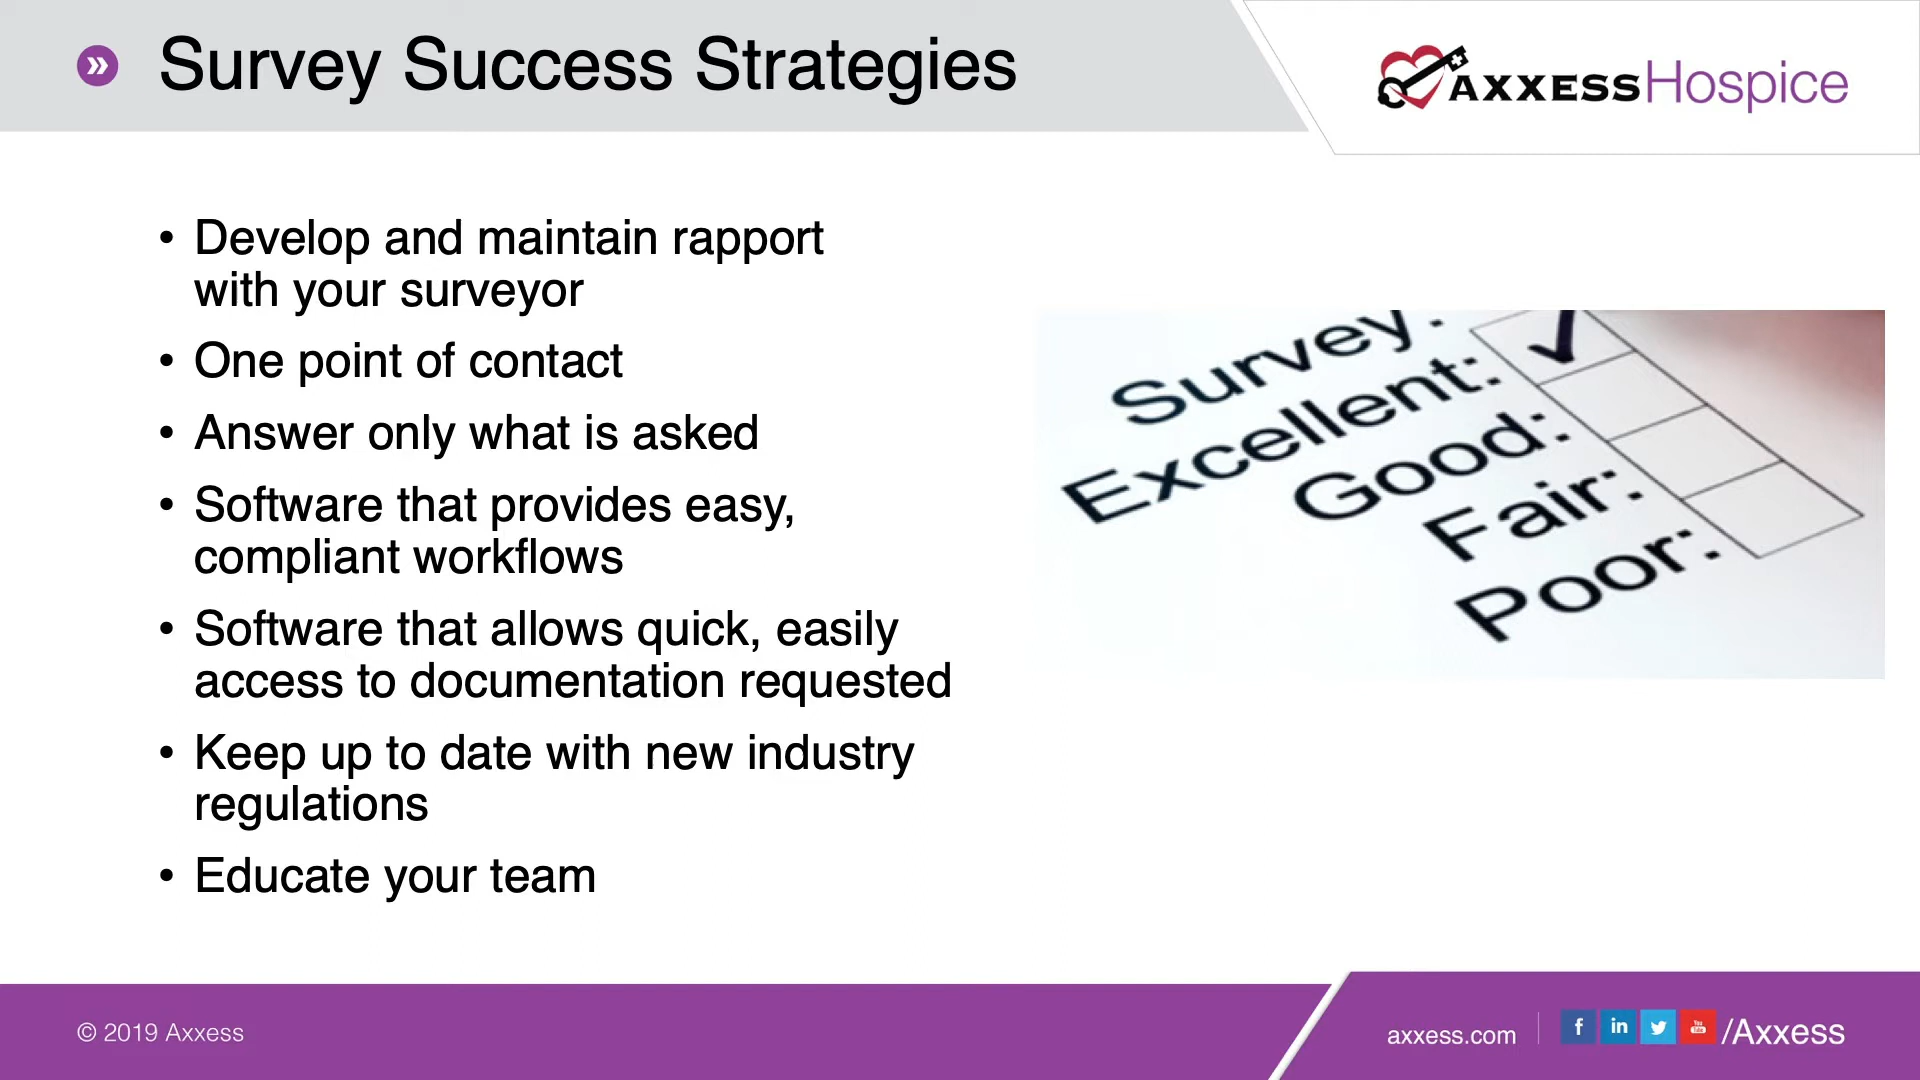 Survey Success Strategies
AXXESS Hospice
• Develop and maintain rapport
with your surveyor
• One point of contact
• Answer only what is asked
• Software that provides easy,
compliant workflows
• Software that allows quick, easily
access to documentation requested
• Keep up to date with new industry
regulations
• Educate your team
Survey:
Excellent:
Good:
Fair:
Poor:
© 2019 Axxess
axxess.com
f in You Tube /Axxess